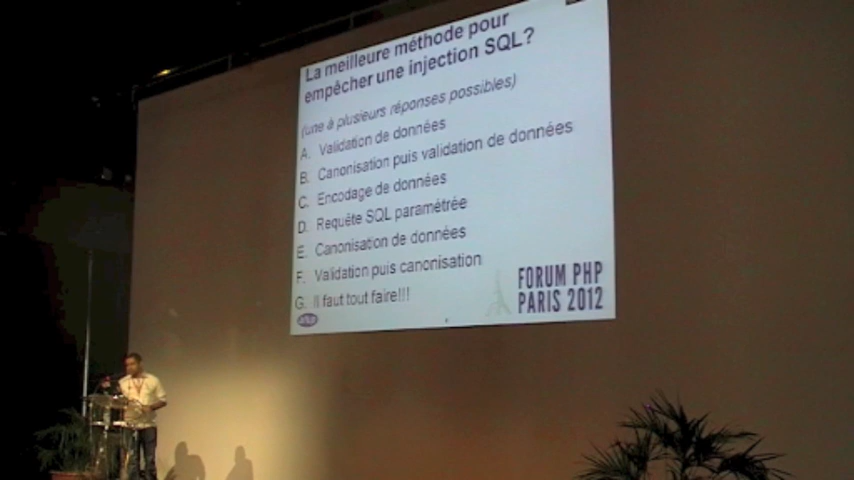 La meilleure méthode pour
empêcher une injection SQL?
(une à plusieurs réponses possibles)
A. Validation de données
B. Canonisation puis validation de données
C. Encodage de données
D. Requête SQL paramétrée
E. Canonisation de données
F. Validation puis canonisation
G. Il faut tout faire!!!
FORUM PHP
PARIS 2012